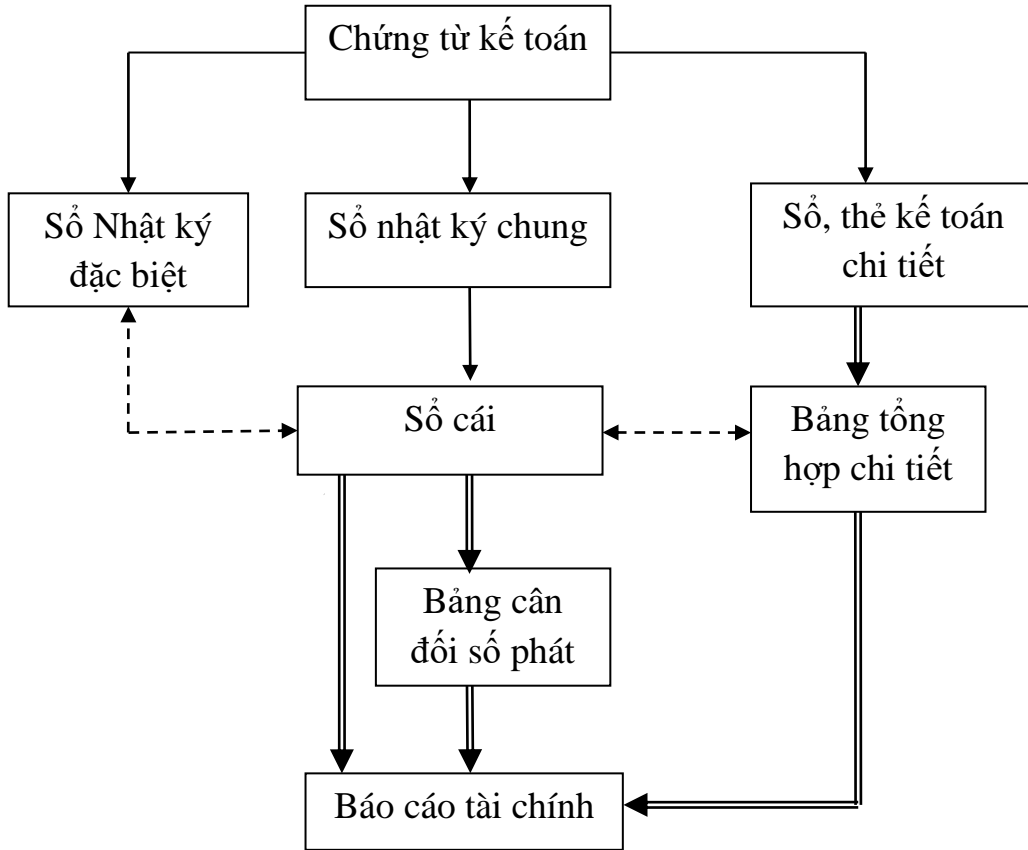 Chứng từ kế toán
Sổ Nhật ký
đặc biệt
Sổ nhật ký chung
Sổ, thẻ kế toán
chi tiết
Sổ cái
Bảng tổng
hợp chi tiết
Bảng cân
đối số phát
Báo cáo tài chính